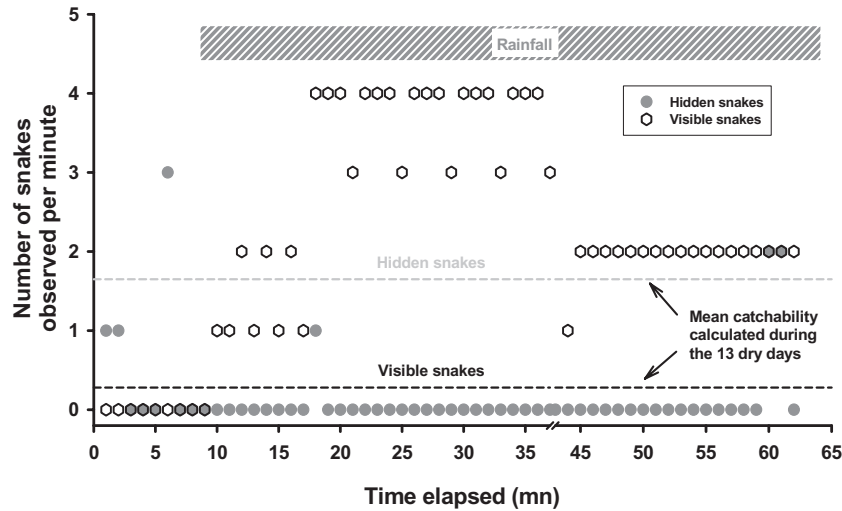 5
4
3
2
1
0
Number of snakes
observed per minute
Rainfall
Hidden snakes
Visible snakes
Hidden snakes
Mean catchability
calculated during
the 13 dry days
Visible snakes
0 5 10 15 20 25 30 35 45 50 55 60 65
Time elapsed (mn)